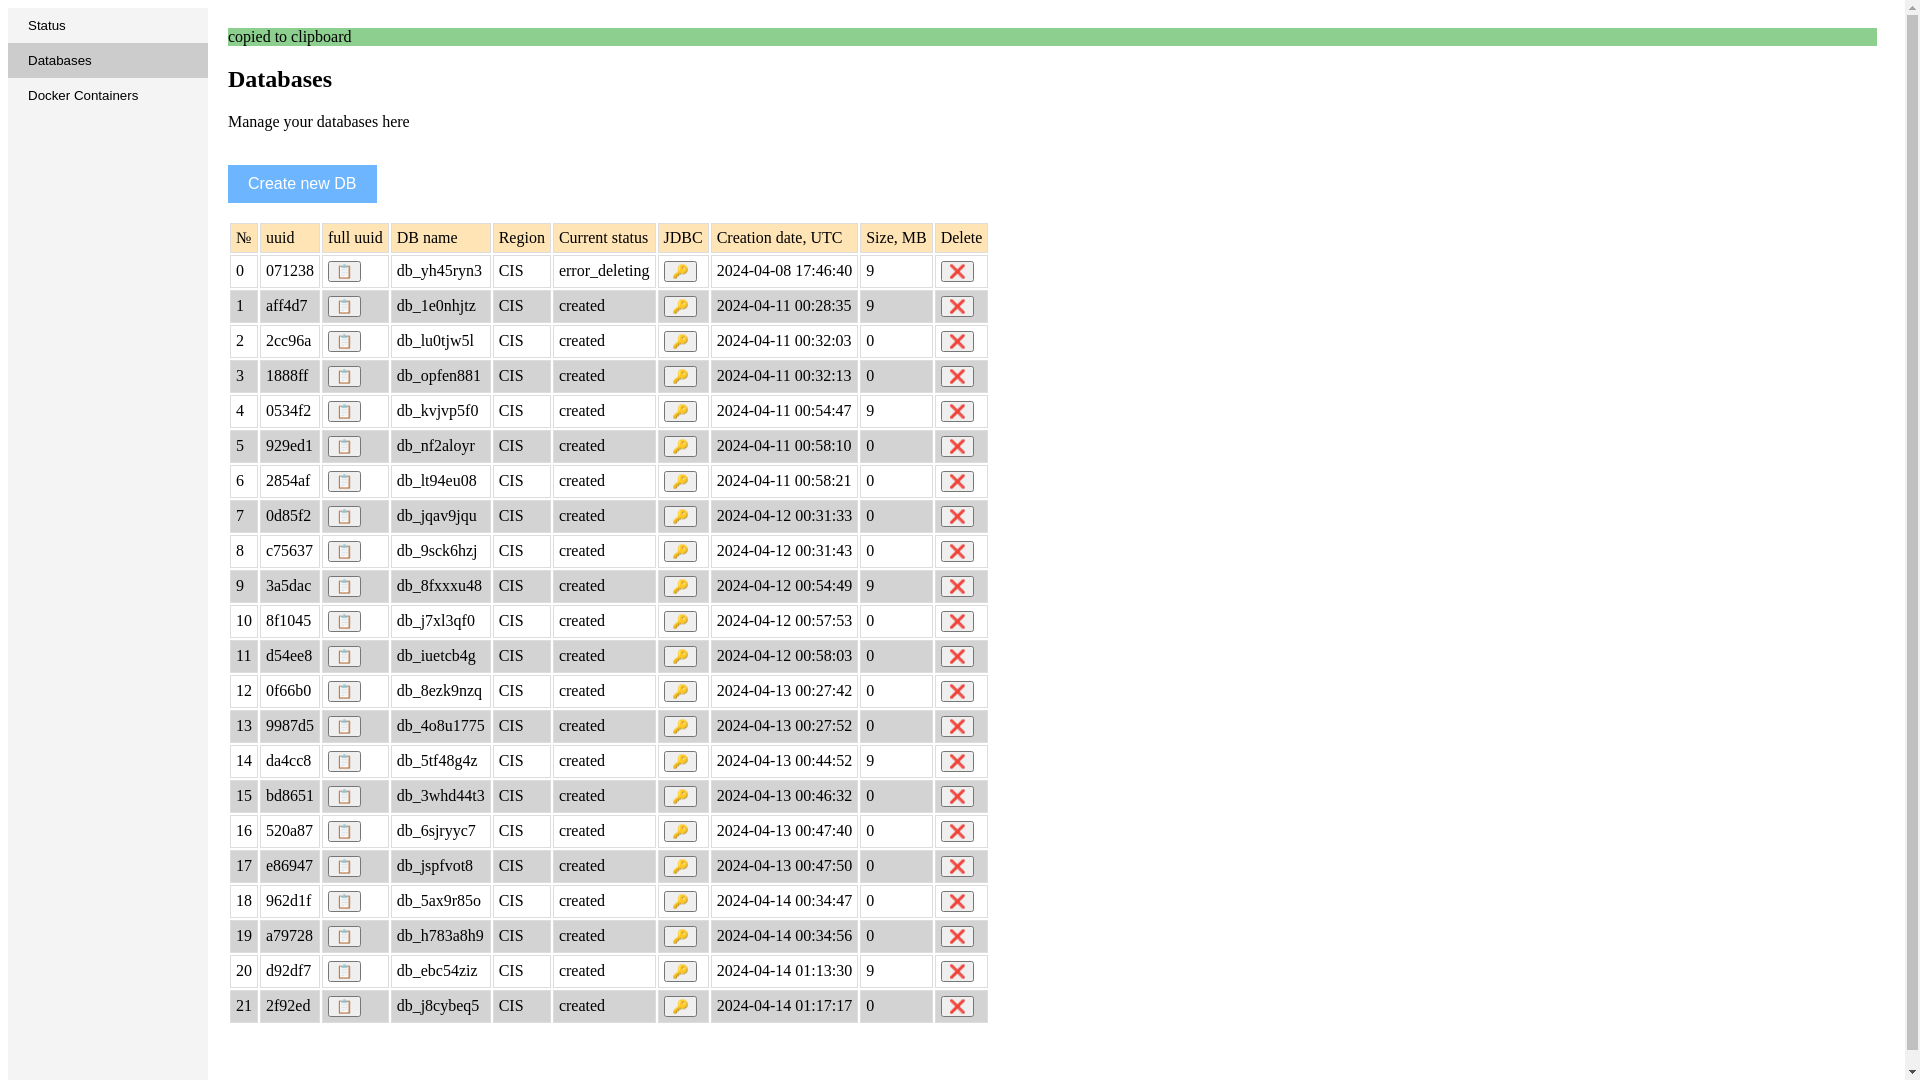 Status
Databases
Docker Containers
copied to clipboard
Databases
Manage your databases here
Create new DB
№ uuid full uuid DB name Region Current status JDBC Creation date, UTC Size, MB Delete
0 071238 db_yh45ryn3 CIS error_deleting 2024-04-08 17:46:40 9
1 aff4d7 db_1e0nhjtz CIS created 2024-04-11 00:28:35 9
2 2cc96a db_lu0tjw5l CIS created 2024-04-11 00:32:03 0
3 1888ff db_opfen881 CIS created 2024-04-11 00:32:13 0
4 0534f2 db_kvjvp5f0 CIS created 2024-04-11 00:54:47 9
5 929ed1 db_nf2aloyr CIS created 2024-04-11 00:58:10 0
6 2854af db_lt94eu08 CIS created 2024-04-11 00:58:21 0
7 0d85f2 db_jqav9jqu CIS created 2024-04-12 00:31:33 0
8 c75637 db_9sck6hzj CIS created 2024-04-12 00:31:43 0
9 3a5dac db_8fxxxu48 CIS created 2024-04-12 00:54:49 9
10 8f1045 db_j7xl3qf0 CIS created 2024-04-12 00:57:53 0
11 d54ee8 db_iuetcb4g CIS created 2024-04-12 00:58:03 0
12 0f66b0 db_8ezk9nzq CIS created 2024-04-13 00:27:42 0
13 9987d5 db_4o8u1775 CIS created 2024-04-13 00:27:52 0
14 da4cc8 db_5tf48g4z CIS created 2024-04-13 00:44:52 9
15 bd8651 db_3whd44t3 CIS created 2024-04-13 00:46:32 0
16 520a87 db_6sjryyc7 CIS created 2024-04-13 00:47:40 0
17 e86947 db_jspfvot8 CIS created 2024-04-13 00:47:50 0
18 962d1f db_5ax9r85o CIS created 2024-04-14 00:34:47 0
19 a79728 db_h783a8h9 CIS created 2024-04-14 00:34:56 0
20 d92df7 db_ebc54ziz CIS created 2024-04-14 01:13:30 9
21 2f92ed db_j8cybeq5 CIS created 2024-04-14 01:17:17 0